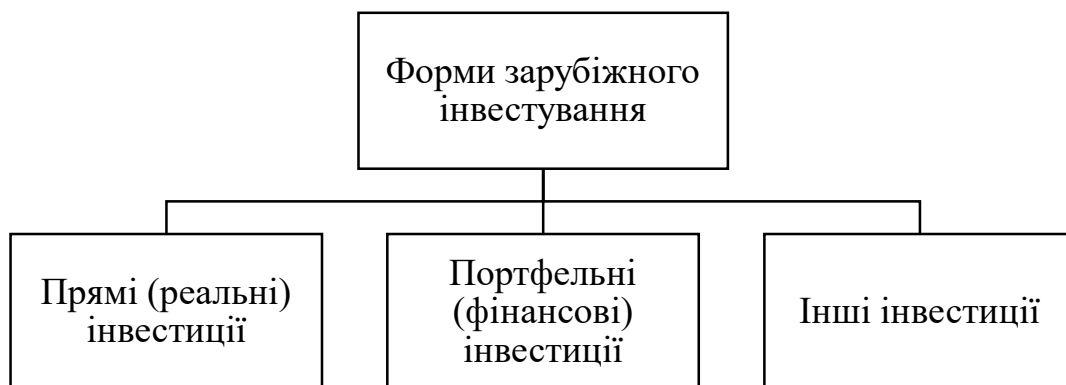 Форми зарубіжного
інвестування
Прямі (реальні)
інвестиції
Портфельні
(фінансові)
інвестиції
Інші інвестиції